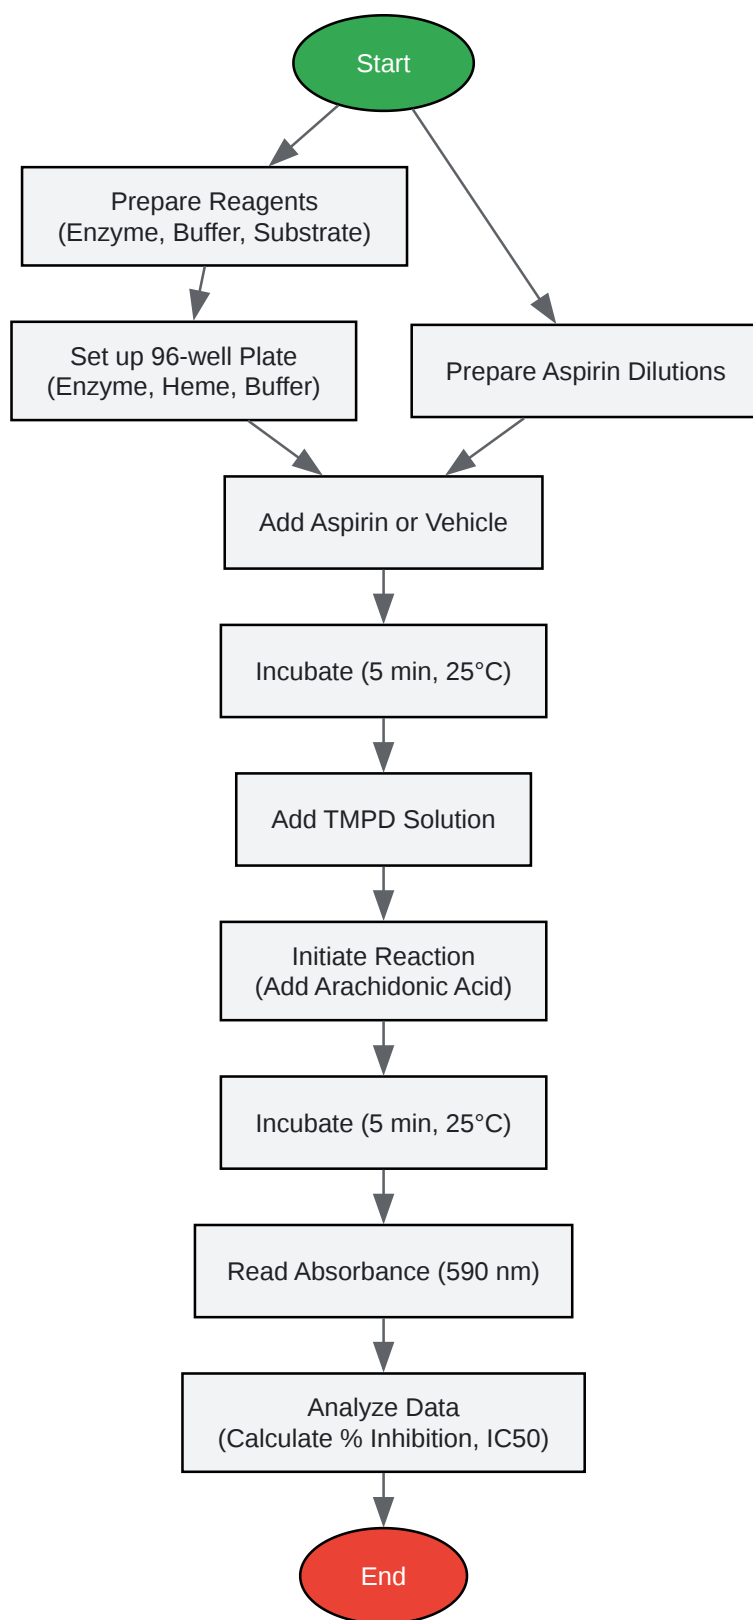 Start
Prepare Reagents
(Enzyme, Buffer, Substrate)
Set up 96-well Plate
(Enzyme, Heme, Buffer)
Prepare Aspirin Dilutions
Add Aspirin or Vehicle
Incubate (5 min, 25°C)
Add TMPD Solution
Initiate Reaction
(Add Arachidonic Acid)
Incubate (5 min, 25°C)
Read Absorbance (590 nm)
Analyze Data
(Calculate % Inhibition, IC50)
End